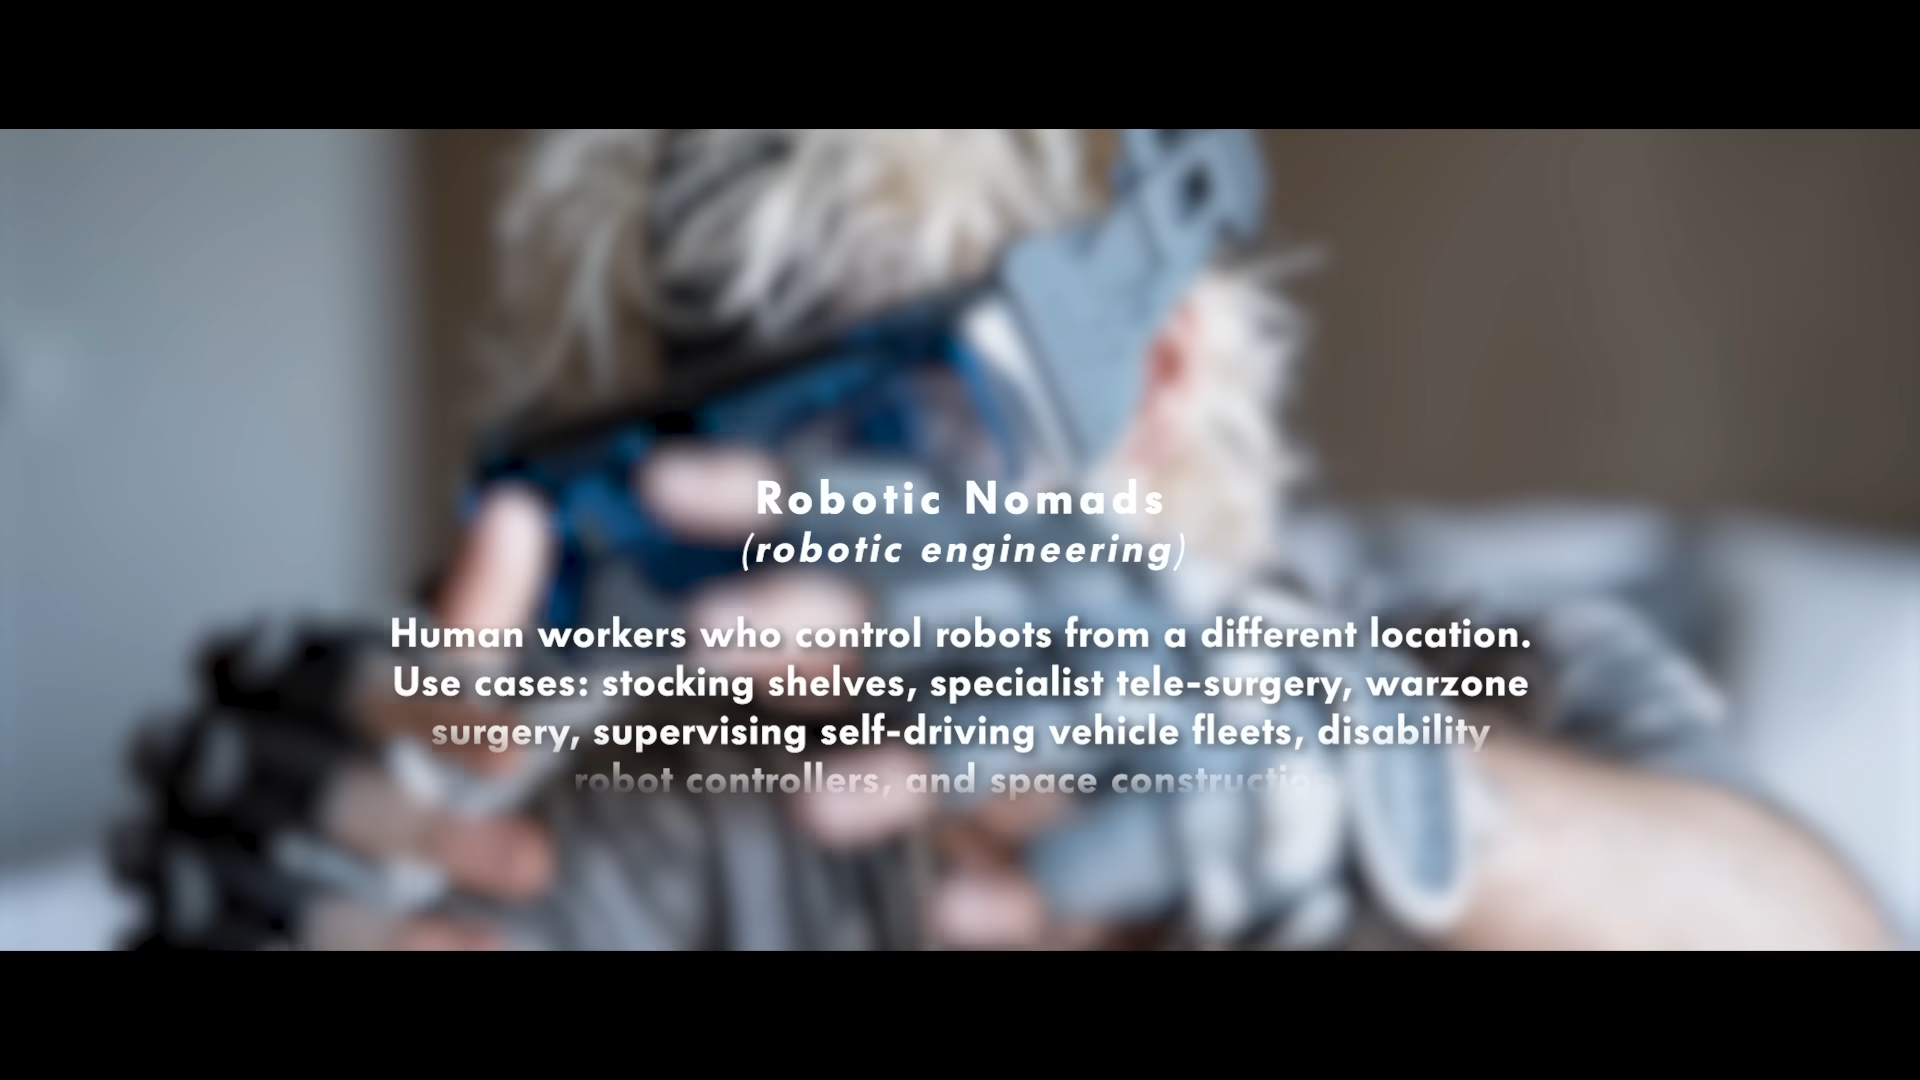 Robotic Nomads
(robotic engineering)
Human workers who control robots from a different location.
Use cases: stocking shelves, specialist tele-surgery, warzone
surgery, supervising self-driving vehicle fleets, disability
robot controllers, and space construction